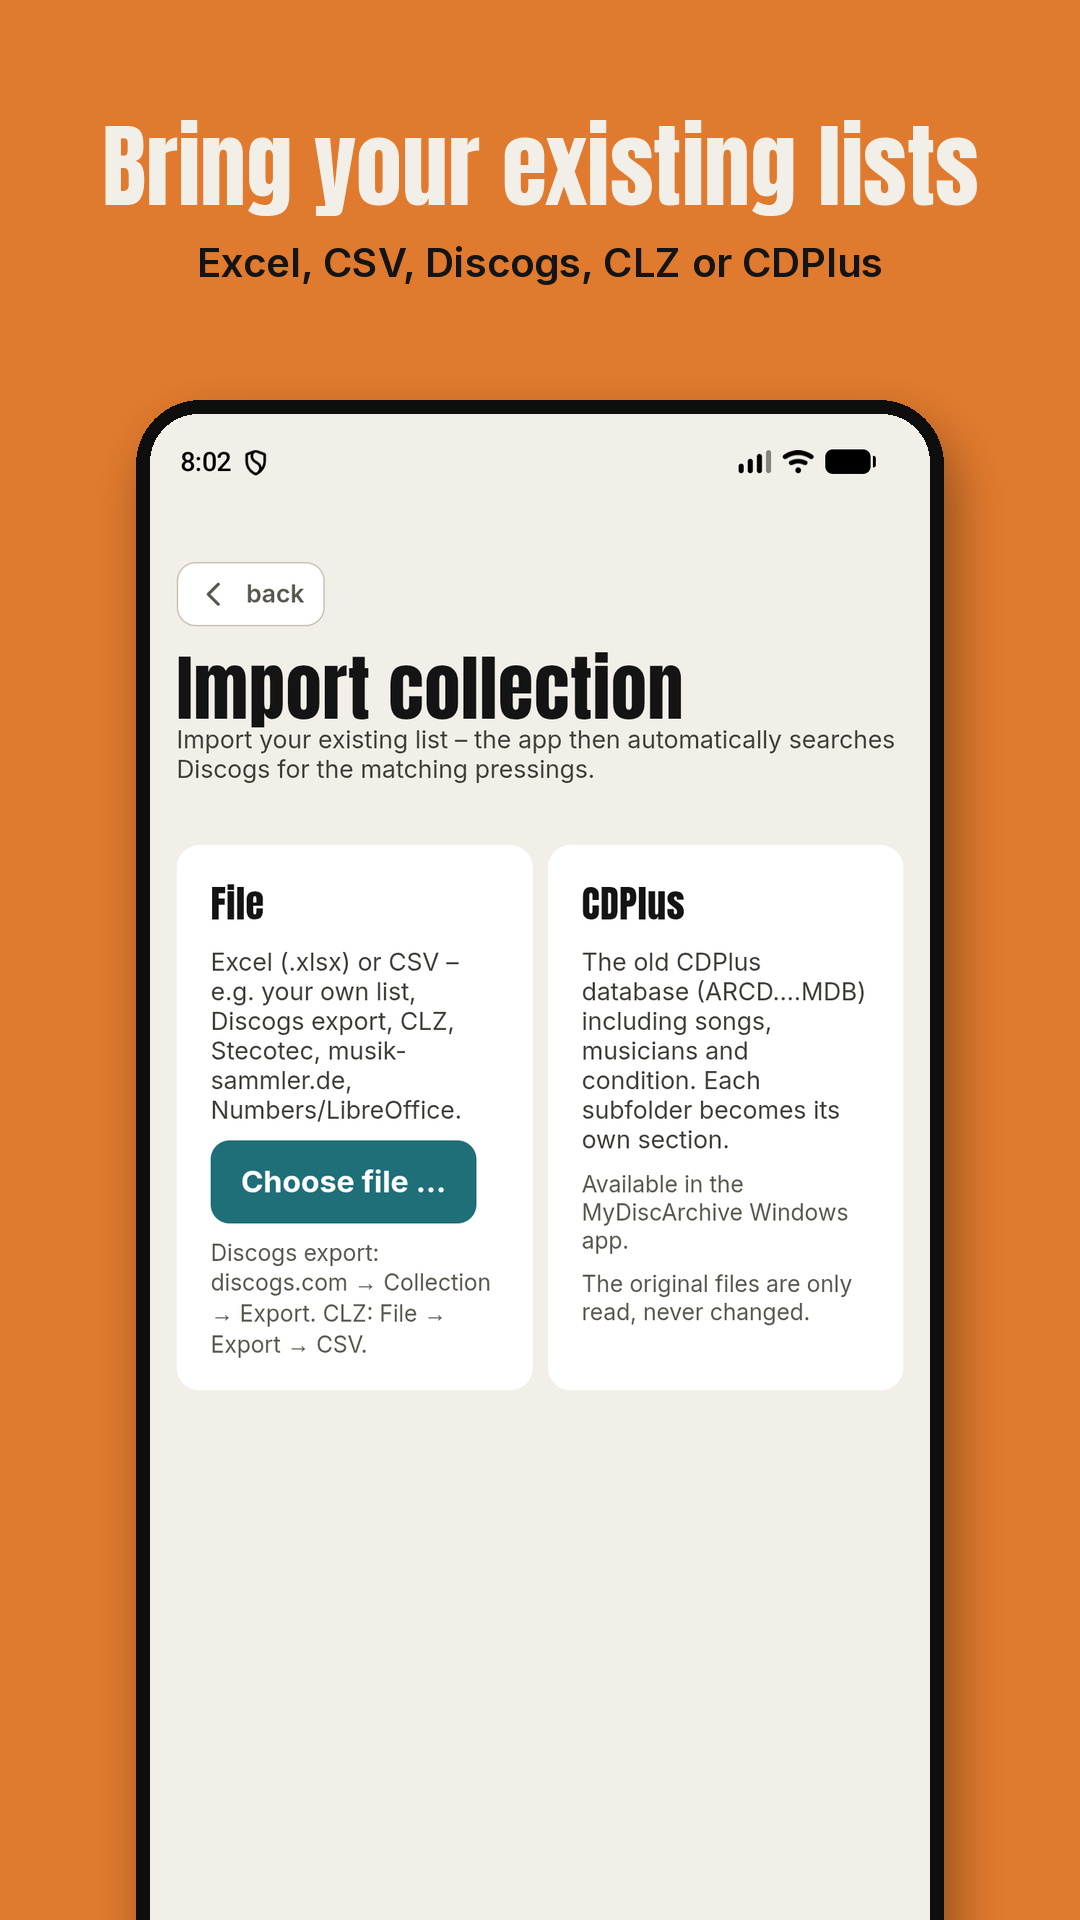 Bring your existing lists
Excel, CSV, Discogs, CLZ or CDPlus
8:02
back
Import collection
Import your existing list – the app then automatically searches
Discogs for the matching pressings.
File
Excel (.xlsx) or CSV –
e.g. your own list,
Discogs export, CLZ,
Stecotec, musik-
sammler.de,
Numbers/LibreOffice.
Choose file ...
Discogs export:
discogs.com → Collection
→ Export. CLZ: File →
Export → CSV.
CDPlus
The old CDPlus
database (ARCD....MDB)
including songs,
musicians and
condition. Each
subfolder becomes its
own section.
Available in the
MyDiscArchive Windows
app.
The original files are only
read, never changed.